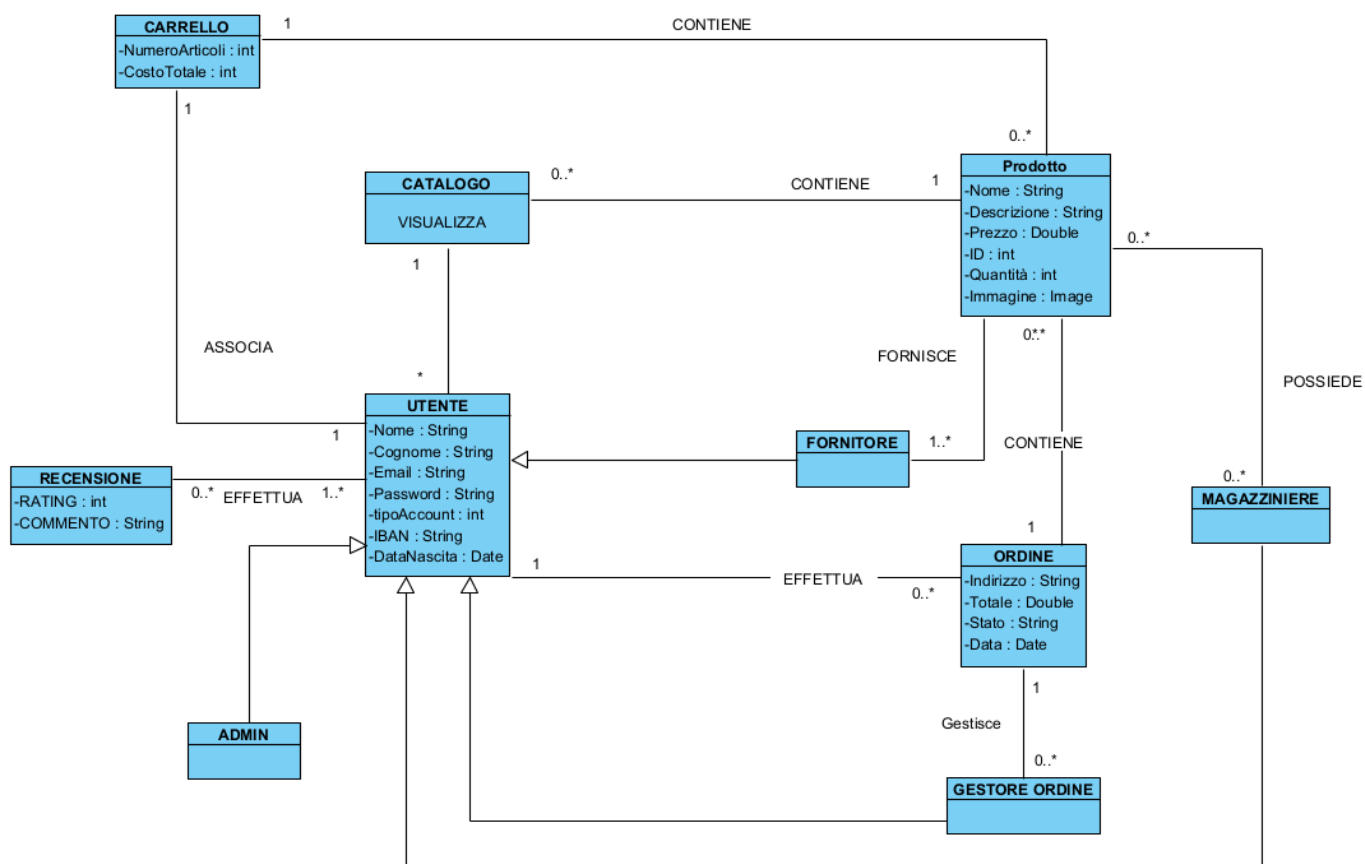 CARRELLO
-NumeroArticoli : int
-CostoTotale : int
1
CONTIENE
1
0..*
Prodotto
-Nome : String
-Descrizione : String
-Prezzo : Double
-ID : int
-Quantità : int
-Immagine : Image
CATALOGO
VISUALIZZA
0..*
CONTIENE
1
0..*
1
0..*
FORNISCE
ASSOCIA
*
POSSIEDE
UTENTE
-Nome : String
-Cognome : String
-Email : String
-Password : String
-tipoAccount : int
-IBAN : String
-DataNascita : Date
1
FORNITORE
1..*
CONTIENE
RECENSIONE
-RATING : int
-COMMENTO : String
0..*
EFFETTUA
1..*
0..*
MAGAZZINIERE
1
ORDINE
-Indirizzo : String
-Totale : Double
-Stato : String
-Data : Date
1
EFFETTUA
0..*
1
Gestisce
ADMIN
0..*
GESTORE ORDINE